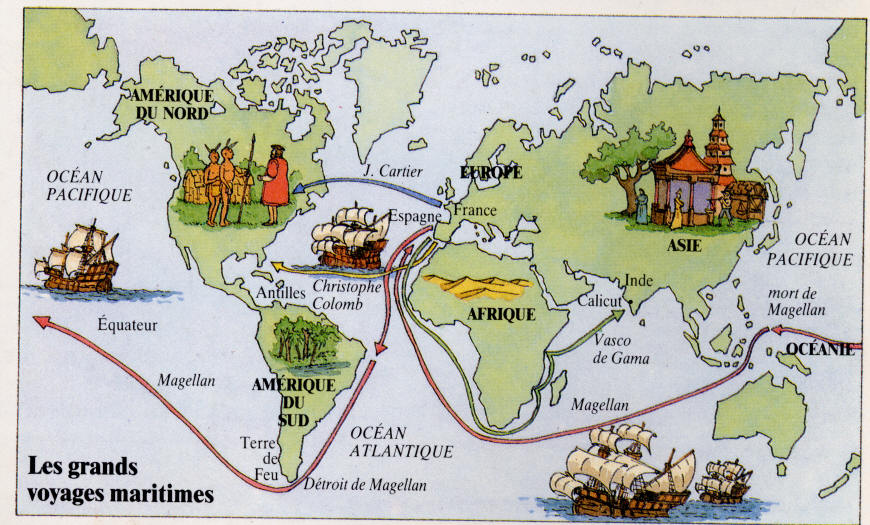 AMÉRIQUE
DU NORD
OCÉAN
PACIFIQUE
J. Cartier
EUROPE
Espagne
France
ASIE
OCÉAN
PACIFIQUE
Antilles
Christophe
Colomb
Inde
Calicut
mort de
Magellan
Équateur
AFRIQUE
Vasco
de Gama
OCÉANIE
Magellan
AMÉRIQUE
DU
SUD
Magellan
OCÉAN
ATLANTIQUE
Terre
de
Feu
Détroit de Magellan
Les grands
voyages maritimes